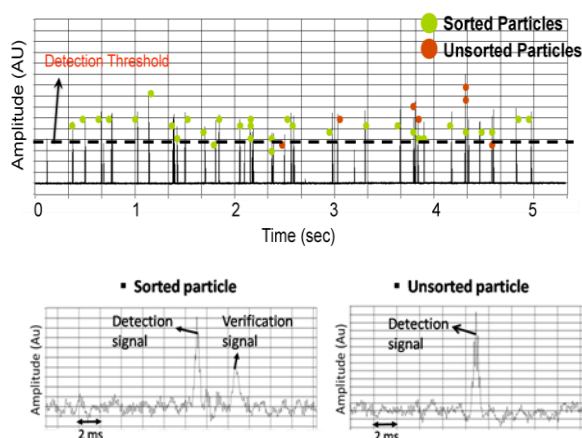 Sorted Particles
Unsorted Particles
Detection Threshold
Amplitude (AU)
0 1 2 3 4 5
Time (sec)
▪ Sorted particle
▪ Unsorted particle
Detection signal
Verification signal
Amplitude (Au)
2 ms
Detection signal
Amplitude (Au)
2 ms